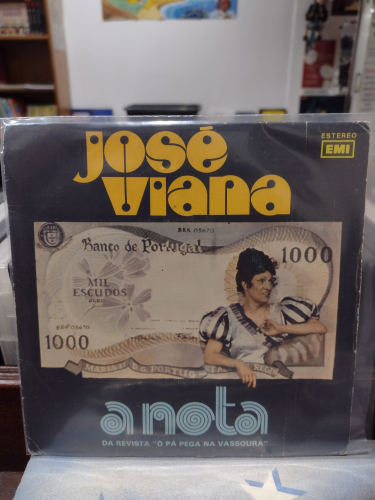 josé
viana
ESTEREO
EMI
Banco de Portugal
1000
MIL
ESCUDOS
1000
a nota
DA REVISTA "Ó PÁ PEGA NA VASSOURA"